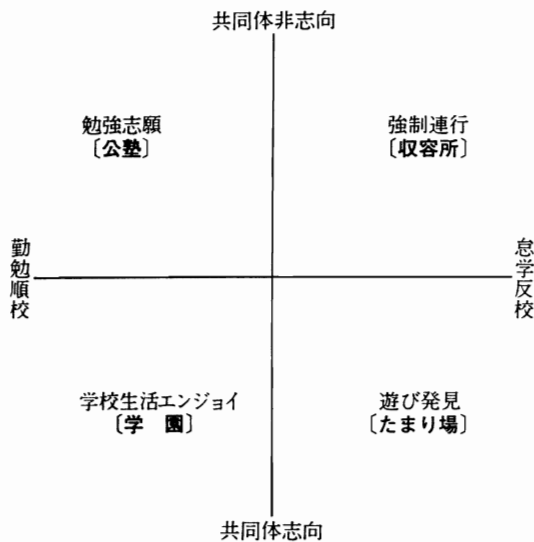 共同体非志向
勉強志願
〔公塾〕
強制連行
〔収容所〕
勤勉順校
怠学反校
学校生活エンジョイ
〔学　園〕
遊び発見
〔たまり場〕
共同体志向